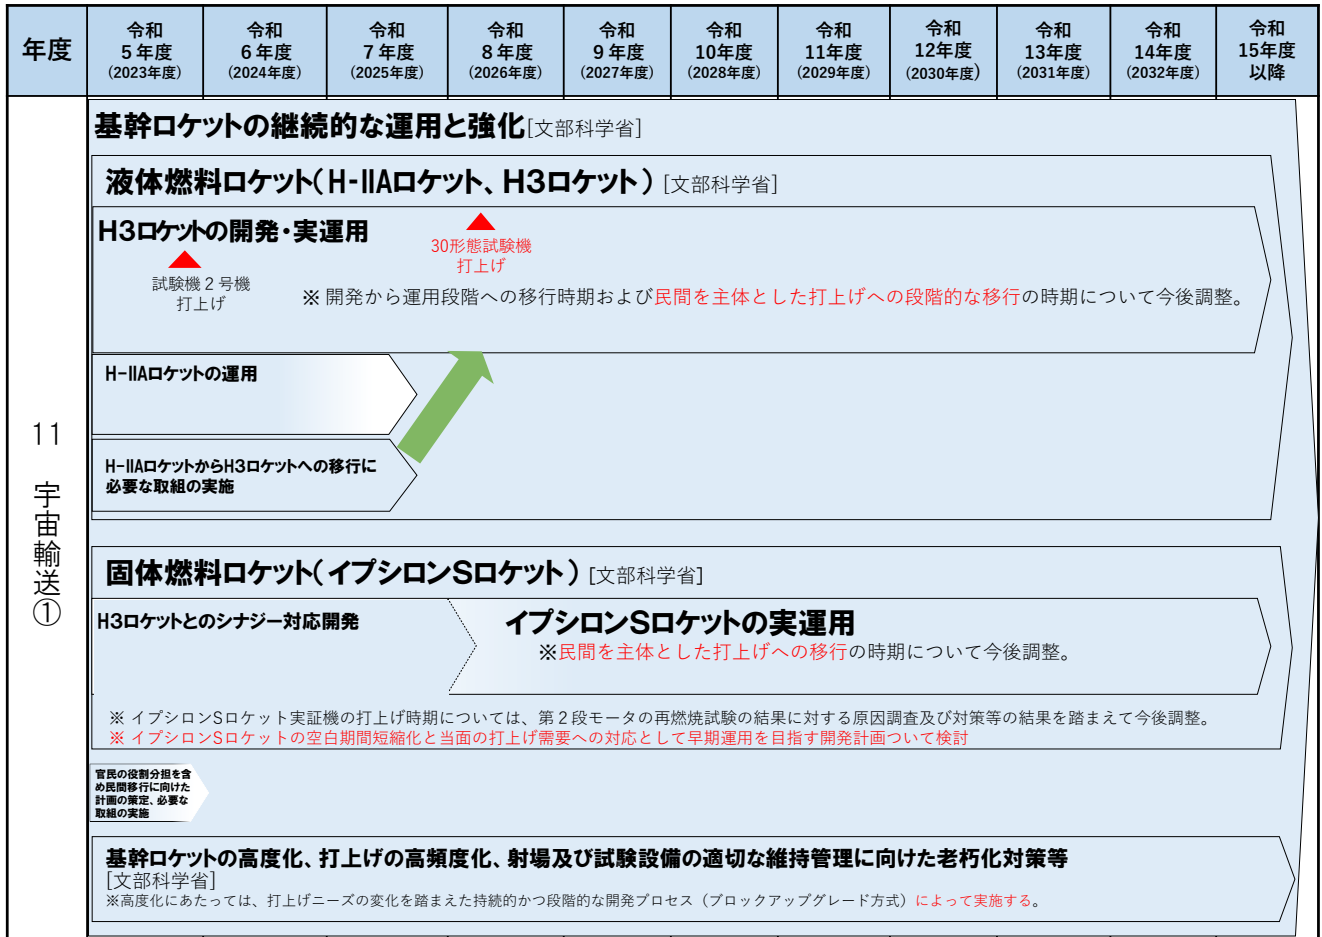 年度
令和
5年度
(2023年度)
令和
6年度
(2024年度)
令和
7年度
(2025年度)
令和
8年度
(2026年度)
令和
9年度
(2027年度)
令和
10年度
(2028年度)
令和
11年度
(2029年度)
令和
12年度
(2030年度)
令和
13年度
(2031年度)
令和
14年度
(2032年度)
令和
15年度
以降
11 宇宙輸送①
基幹ロケットの継続的な運用と強化[文部科学省]
液体燃料ロケット(H-ⅡAロケット、H3ロケット)[文部科学省]
H3ロケットの開発・実運用
試験機2号機
打上げ
30形態試験機
打上げ
※開発から運用段階への移行時期および民間を主体とした打上げへの段階的な移行の時期について今後調整。
H-ⅡAロケットの運用
H-ⅡAロケットからH3ロケットへの移行に
必要な取組の実施
固体燃料ロケット(イプシロンSロケット)[文部科学省]
H3ロケットとのシナジー対応開発
イプシロンSロケットの実運用
※民間を主体とした打上げへの移行の時期について今後調整。
※ イプシロンSロケット実証機の打上げ時期については、第2段モータの再燃焼試験の結果に対する原因調査及び対策等の結果を踏まえて今後調整。
※ イプシロンSロケットの空白期間短縮化と当面の打上げ需要への対応として早期運用を目指す開発計画ついて検討
官民の役割分担を含
め民間移行に向けた
計画の策定、必要な
取組の実施
基幹ロケットの高度化、打上げの高頻度化、射場及び試験設備の適切な維持管理に向けた老朽化対策等
[文部科学省]
※高度化にあたっては、打上げニーズの変化を踏まえた持続的かつ段階的な開発プロセス（ブロックアップグレード方式）によって実施する。